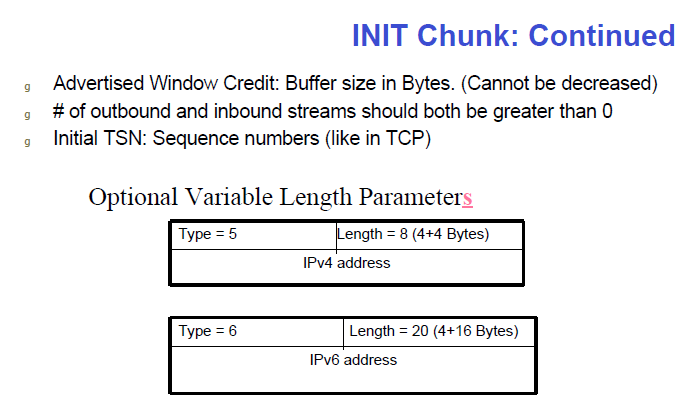 INIT Chunk: Continued
g Advertised Window Credit: Buffer size in Bytes. (Cannot be decreased)
g # of outbound and inbound streams should both be greater than 0
g Initial TSN: Sequence numbers (like in TCP)
Optional Variable Length Parameters
Type = 5 Length = 8 (4+4 Bytes)
IPv4 address
Type = 6 Length = 20 (4+16 Bytes)
IPv6 address